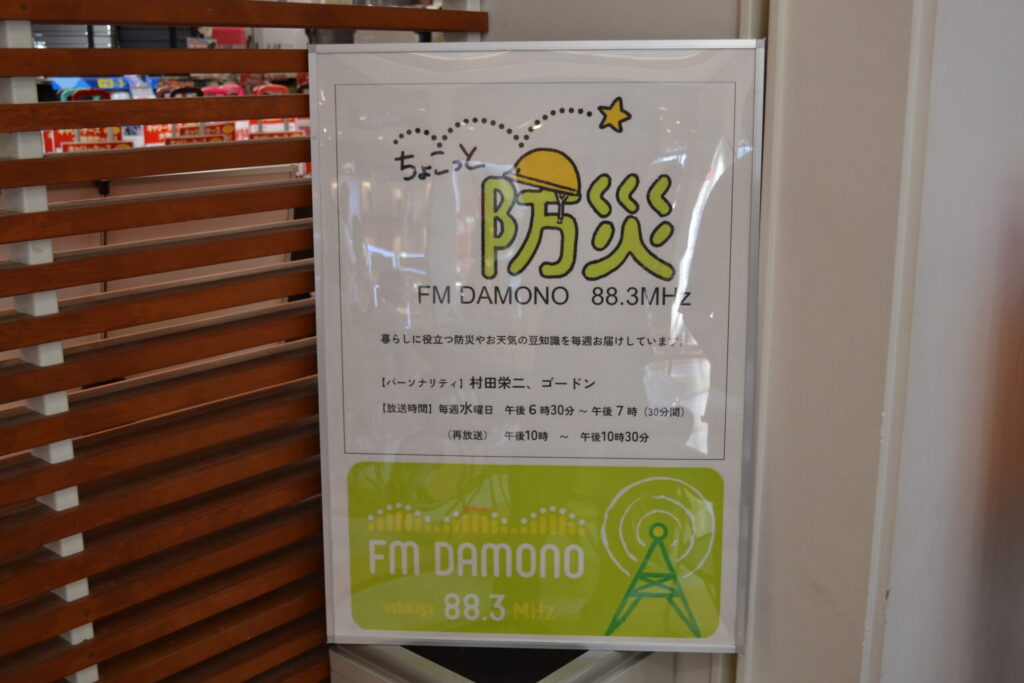 ちょこっと
防災
FM DAMONO 88.3MHz
暮らしに役立つ防災やお天気の豆知識を毎週お届けしています。
【パーソナリティ】村田栄二、ゴードン
【放送時間】毎週水曜日 午後6時30分～午後7時(30分間)
(再放送) 午後10時 ～ 午後10時30分
FM DAMONO
ashikaga 88.3 MHz